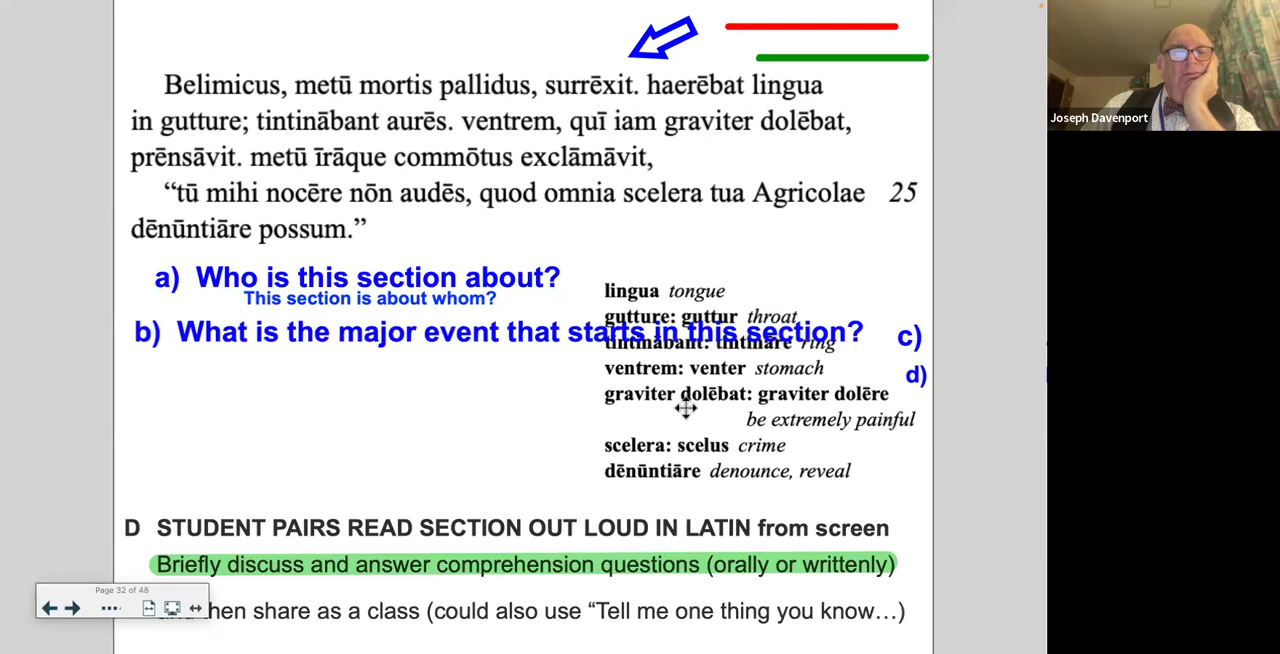 Belimicus, metū mortis pallidus, surrēxit. haerēbat lingua
in gutture; tintinābant aurēs. ventrem, quī iam graviter dolēbat,
prēnsāvit. metū īrāque commōtus exclāmāvit,
“tū mihi nocēre nōn audēs, quod omnia scelera tua Agricolae 25
dēnūntiāre possum.”
Joseph Davenport
a) Who is this section about?
This section is about whom?
b) What is the major event that starts in this section?
c)
d)
lingua tongue
gutture: guttur throat
tintinābant: tintināre ring
ventrem: venter stomach
graviter dolēbat: graviter dolēre
be extremely painful
scelera: scelus crime
dēnūntiāre denounce, reveal
D STUDENT PAIRS READ SECTION OUT LOUD IN LATIN from screen
Briefly discuss and answer comprehension questions (orally or writtenly)
then share as a class (could also use “Tell me one thing you know…)
Page 32 of 48